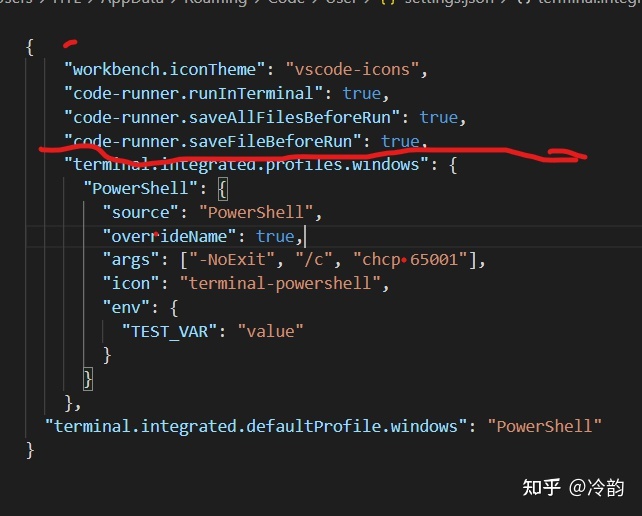 AppData > Roaming > Code > User > {} settings.json > {} terminal.integ
{
"workbench.iconTheme": "vscode-icons",
"code-runner.runInTerminal": true,
"code-runner.saveAllFilesBeforeRun": true,
"code-runner.saveFileBeforeRun": true,
"terminal.integrated.profiles.windows": {
"PowerShell": {
"source": "PowerShell",
"overrideName": true,
"args": ["-NoExit", "/c", "chcp 65001"],
"icon": "terminal-powershell",
"env": {
"TEST_VAR": "value"
}
}
},
"terminal.integrated.defaultProfile.windows": "PowerShell"
}
知乎 @冷韵